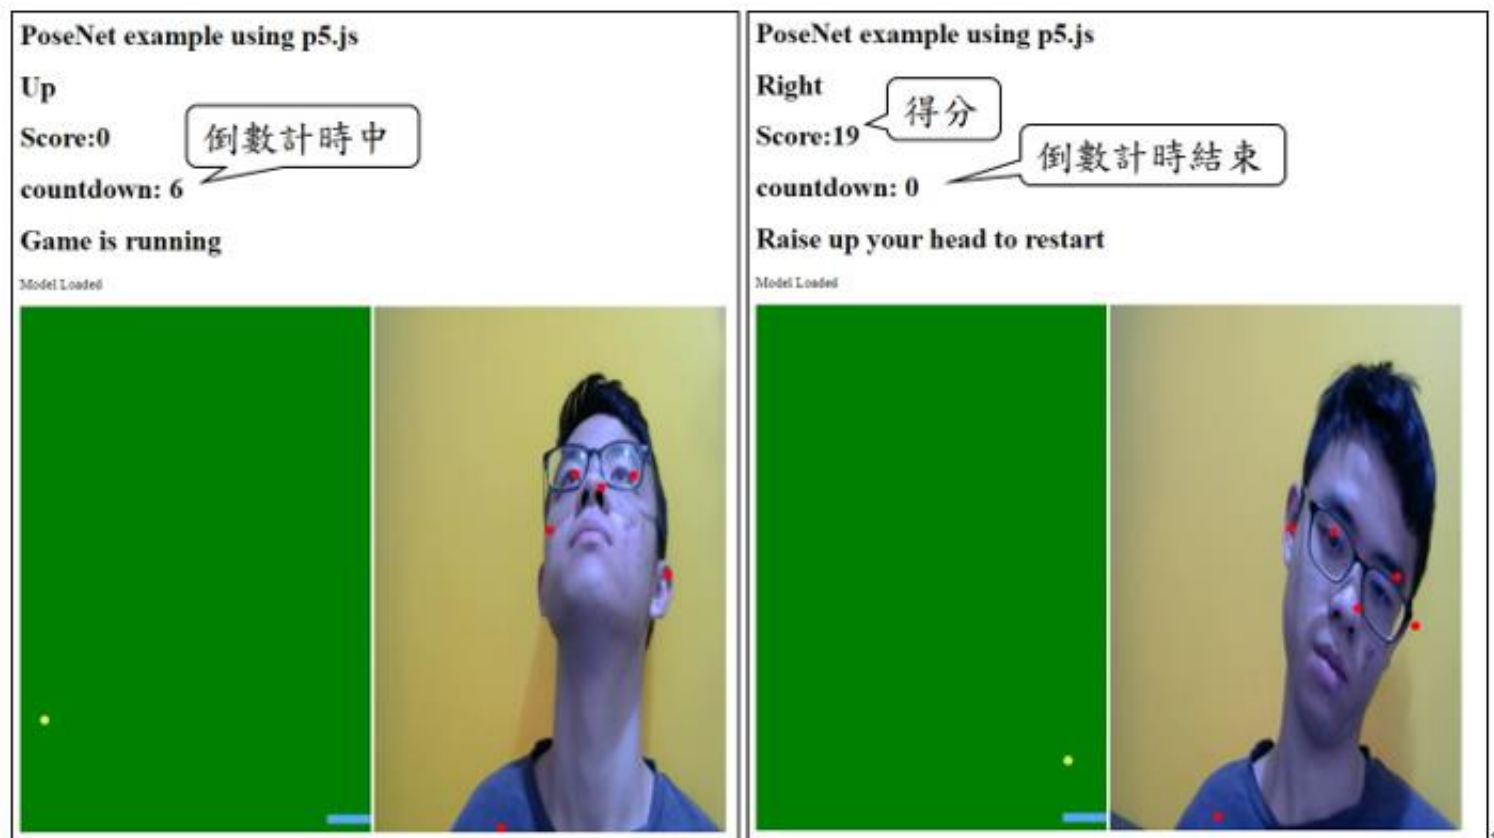 PoseNet example using p5.js
Up
Score:0
倒數計時中
countdown: 6
Game is running
Model Loaded
PoseNet example using p5.js
Right
得分
Score:19
倒數計時結束
countdown: 0
Raise up your head to restart
Model Loaded